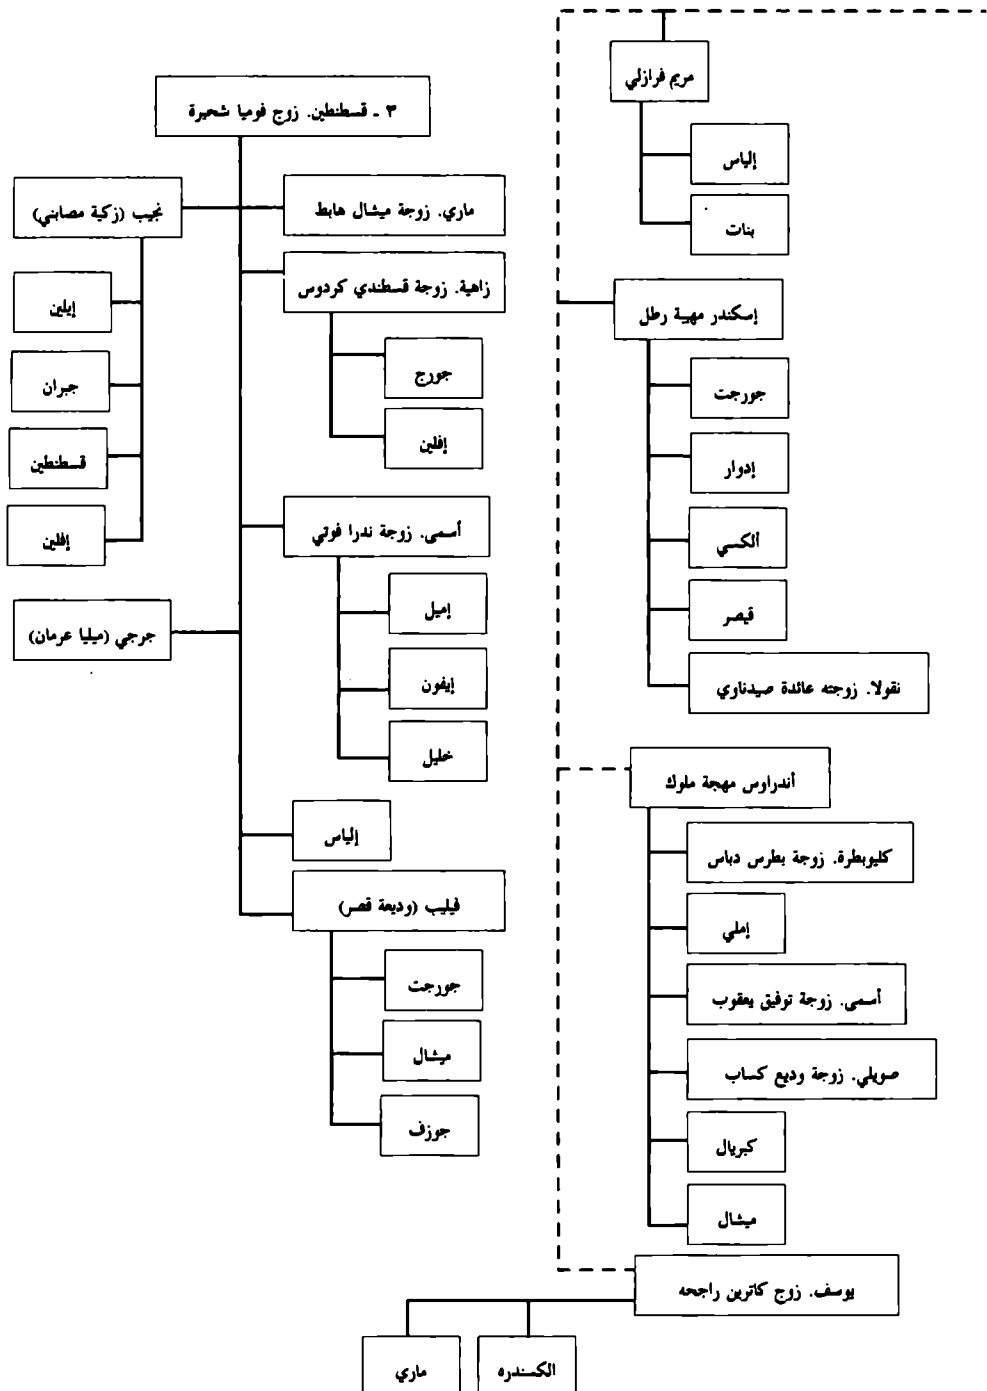 مريم فرازلي
إلياس
بنات
إسكندر مهيبة رطل
جورجت
إدوار
ألكسي
قيصر
نقولا. زوجته عائدة صيدناوي
أندراوس مهجة ملوك
كليوبطرة. زوجة بطرس دباس
إملي
أسمى. زوجة توفيق يعقوب
صويلي. زوجة وديع كساب
كبريال
ميشال
يوسف. زوج كاترين راجحه
الكسندره
ماري
٣ - قسطنطين. زوج فوميا شحيرة
ماري. زوجة ميشال هابط
زاهية. زوجة قسطندي كردوس
جورج
إفلين
أسمى. زوجة ندرا فوتي
إميل
إيفون
خليل
إلياس
فيليب (وديعة قصر)
جورجت
ميشال
جوزف
نجيب (زكية مصابني)
إيلين
جبران
قسطنطين
إفلين
جرجي (ميليا عرمان)